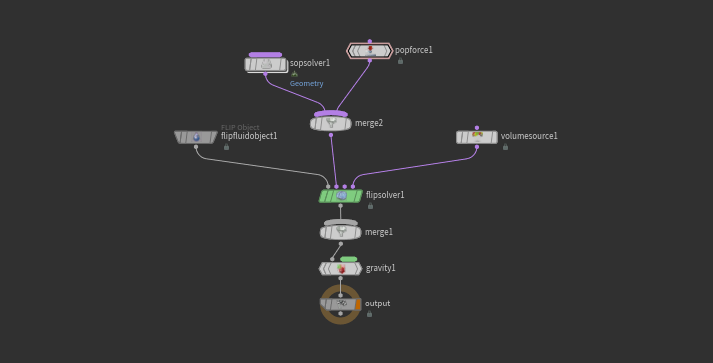 popforce1
sopsolver1
Geometry
merge2
FLIP Object
flipfluidobject1
volumesource1
flipsolver1
merge1
gravity1
output